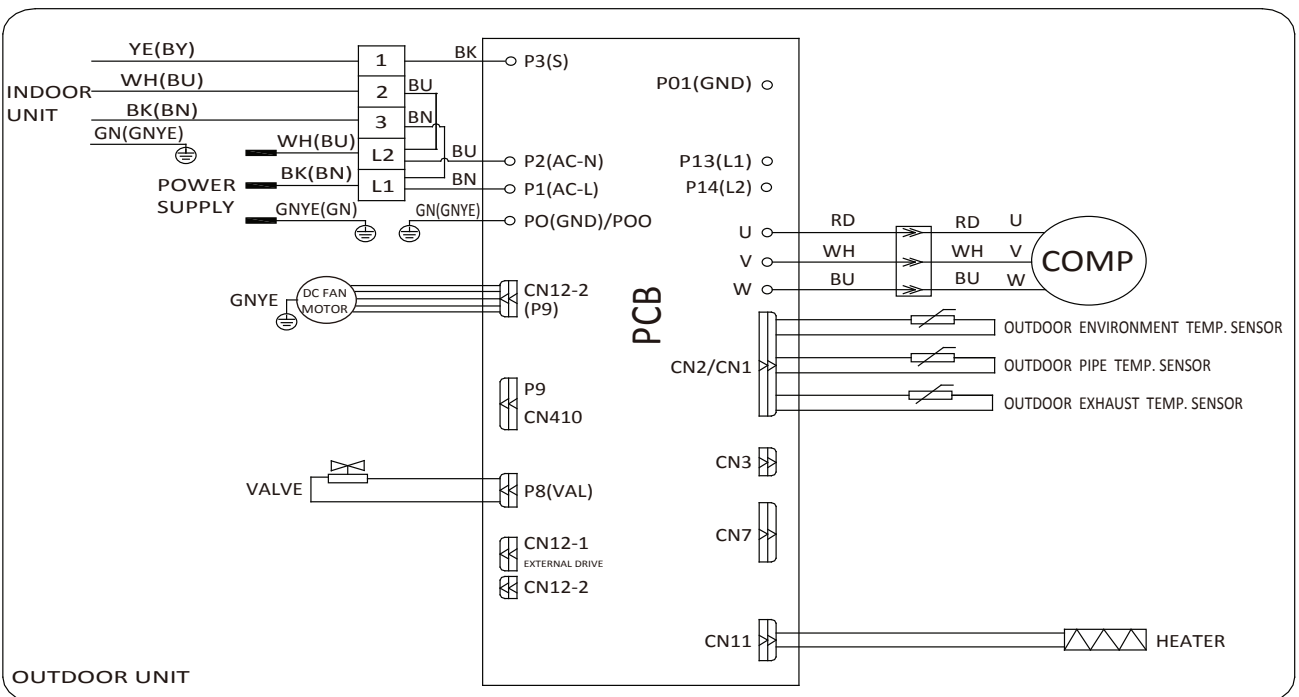 YE(BY)
1
BK
P3(S)
INDOOR
UNIT
WH(BU)
2
BU
BK(BN)
3
BN
GN(GNYE)
WH(BU)
L2
BU
P2(AC-N)
POWER
SUPPLY
BK(BN)
L1
BN
P1(AC-L)
GNYE(GN)
GN(GNYE)
PO(GND)/POO
P01(GND)
P13(L1)
P14(L2)
U
RD
RD
U
V
WH
WH
V
W
BU
BU
W
COMP
GNYE
DC FAN
MOTOR
CN12-2
(P9)
PCB
CN2/CN1
OUTDOOR ENVIRONMENT TEMP. SENSOR
OUTDOOR PIPE TEMP. SENSOR
OUTDOOR EXHAUST TEMP. SENSOR
P9
CN410
CN3
VALVE
P8(VAL)
CN7
CN12-1
EXTERNAL DRIVE
CN12-2
CN11
HEATER
OUTDOOR UNIT